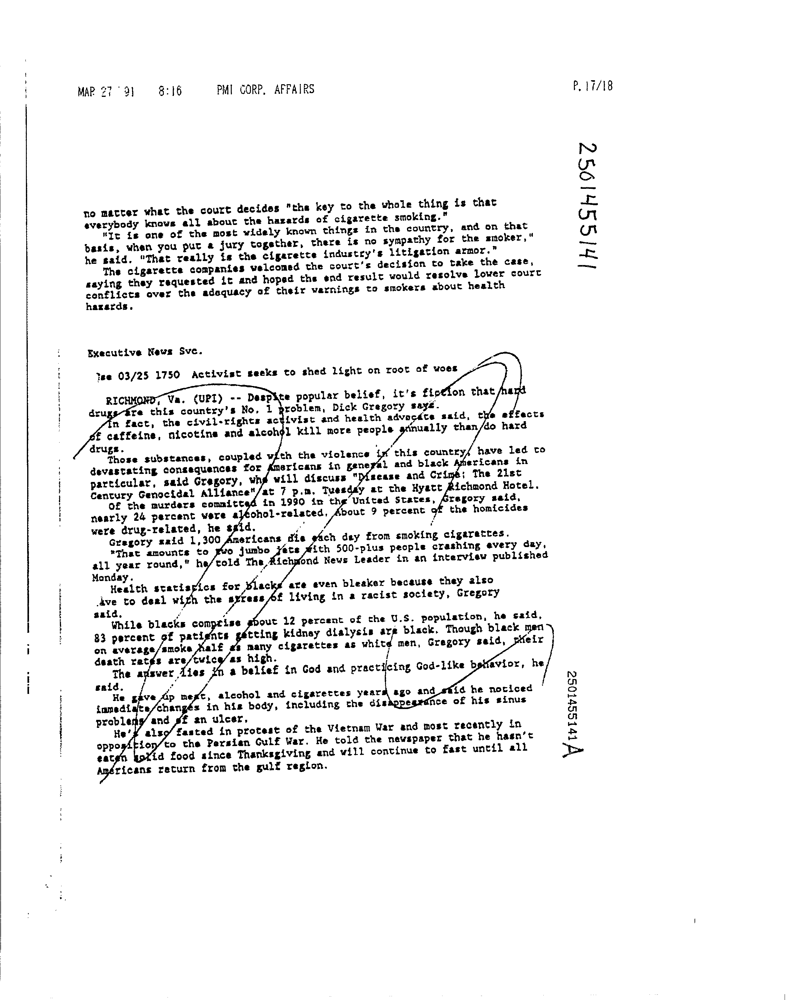 MAR 27 '91 8:16 PMI CORP. AFFAIRS P.17/18
2501455141
no matter what the court decides "the key to the whole thing is that
everybody knows all about the hazards of cigarette smoking."
"It is one of the most widely known things in the country, and on that
basis, when you put a jury together, there is no sympathy for the smoker,"
he said. "That really is the cigarette industry's litigation armor."
The cigarette companies welcomed the court's decision to take the case,
saying they requested it and hoped the end result would resolve lower court
conflicts over the adequacy of their warnings to smokers about health
hazards.
Executive News Svc.
03/25 1750 Activist seeks to shed light on root of woes
RICHMOND, Va. (UPI) -- Despite popular belief, it's fiction that hard
drugs are this country's No. 1 problem, Dick Gregory says.
In fact, the civil-rights activist and health advocate said, the effects
of caffeine, nicotine and alcohol kill more people annually than do hard
drugs.
Those substances, coupled with the violence in this country, have led to
devastating consequences for Americans in general and black Americans in
particular, said Gregory, who will discuss "Disease and Crime: The 21st
Century Genocidal Alliance" at 7 p.m. Tuesday at the Hyatt Richmond Hotel.
Of the murders committed in 1990 in the United States, Gregory said,
nearly 24 percent were alcohol-related. About 9 percent of the homicides
were drug-related, he said.
Gregory said 1,300 Americans die each day from smoking cigarettes.
"That amounts to two jumbo jets with 500-plus people crashing every day,
all year round," he told The Richmond News Leader in an interview published
Monday.
Health statistics for blacks are even bleaker because they also
ave to deal with the stress of living in a racist society, Gregory
said.
While blacks comprise about 12 percent of the U.S. population, he said,
83 percent of patients getting kidney dialysis are black. Though black men
on average smoke half as many cigarettes as white men, Gregory said, their
death rates are twice as high.
The answer lies in a belief in God and practicing God-like behavior, he
said.
He gave up meat, alcohol and cigarettes years ago and said he noticed
immediate changes in his body, including the disappearance of his sinus
problems and of an ulcer.
He's also fasted in protest of the Vietnam War and most recently in
opposition to the Persian Gulf War. He told the newspaper that he hasn't
eaten solid food since Thanksgiving and will continue to fast until all
Americans return from the gulf region.
2501455141A